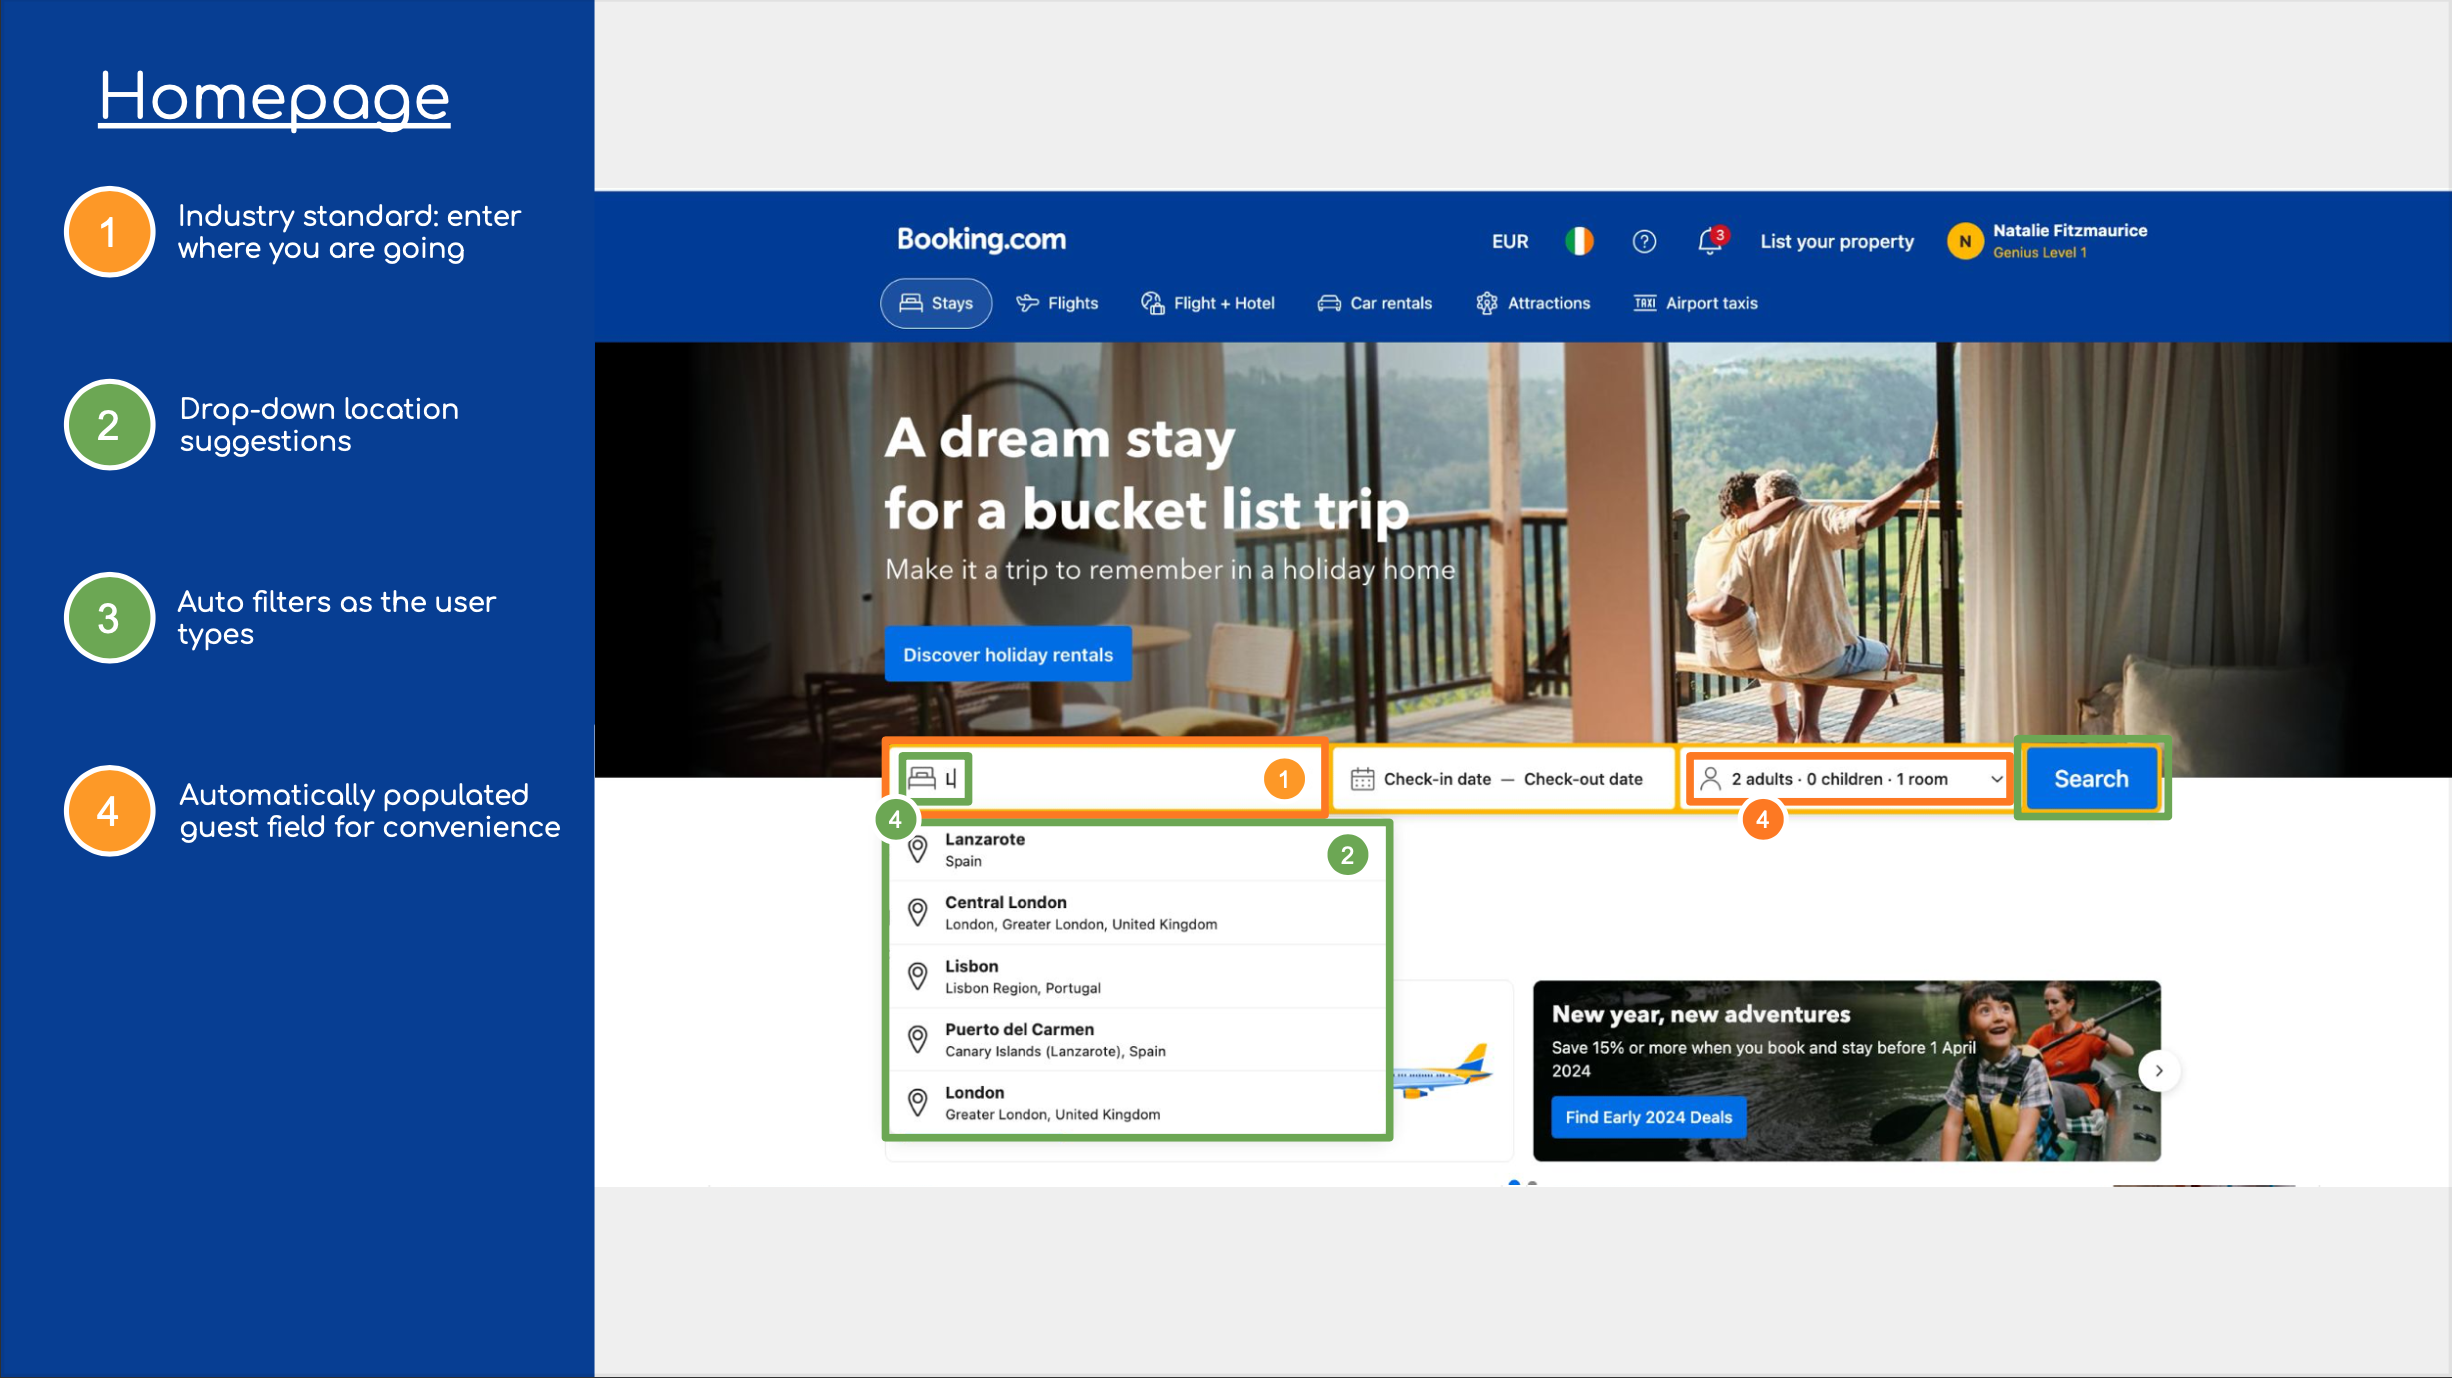 Homepage
1
Industry standard: enter
where you are going
2
Drop-down location
suggestions
3
Auto filters as the user
types
4
Automatically populated
guest field for convenience
Booking.com
EUR
3
List your property
N
Natalie Fitzmaurice
Genius Level 1
Stays
Flights
Flight + Hotel
Car rentals
Attractions
TAXI
Airport taxis
A dream stay
for a bucket list trip
Make it a trip to remember in a holiday home
Discover holiday rentals
1
Check-in date — Check-out date
2 adults · 0 children · 1 room
Search
4
4
2
Lanzarote
Spain
Central London
London, Greater London, United Kingdom
Lisbon
Lisbon Region, Portugal
Puerto del Carmen
Canary Islands (Lanzarote), Spain
London
Greater London, United Kingdom
New year, new adventures
Save 15% or more when you book and stay before 1 April
2024
Find Early 2024 Deals